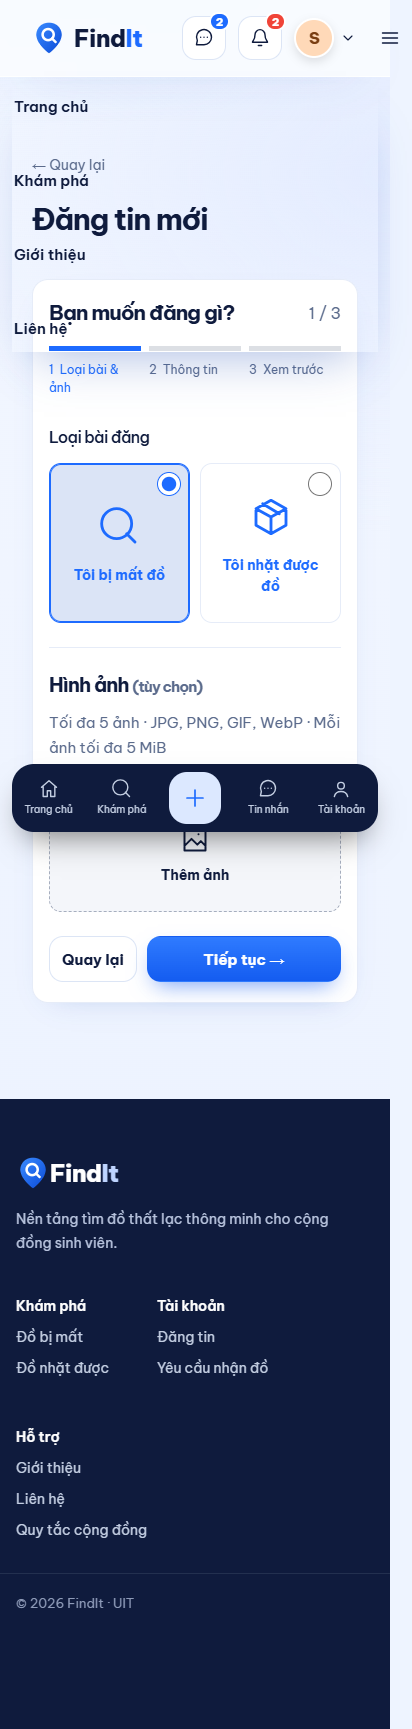 FindIt
2
2
S
Trang chủ
← Quay lại
Khám phá
Đăng tin mới
Giới thiệu
Bạn muốn đăng gì?
1 / 3
Liên hệ
1 Loại bài & ảnh
2 Thông tin
3 Xem trước
Loại bài đăng
Tôi bị mất đồ
Tôi nhặt được
đồ
Hình ảnh (tùy chọn)
Tối đa 5 ảnh · JPG, PNG, GIF, WebP · Mỗi
ảnh tối đa 5 MiB
Trang chủ
Khám phá
Tin nhắn
Tài khoản
Thêm ảnh
Quay lại
Tiếp tục →
FindIt
Nền tảng tìm đồ thất lạc thông minh cho cộng
đồng sinh viên.
Khám phá
Tài khoản
Đồ bị mất
Đăng tin
Đồ nhặt được
Yêu cầu nhận đồ
Hỗ trợ
Giới thiệu
Liên hệ
Quy tắc cộng đồng
© 2026 FindIt · UIT